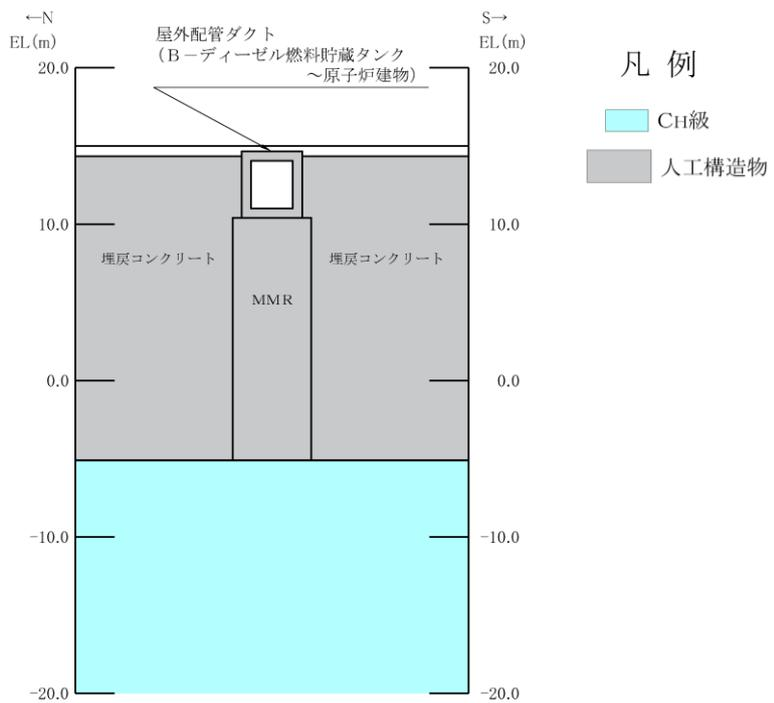 ←N
EL(m)
S→
EL(m)
屋外配管ダクト
(B－ディーゼル燃料貯蔵タンク
～原子炉建物)
凡 例
CH級
人工構造物
20.0
20.0
10.0
10.0
埋戻コンクリート
埋戻コンクリート
MMR
0.0
0.0
-10.0
-10.0
-20.0
-20.0